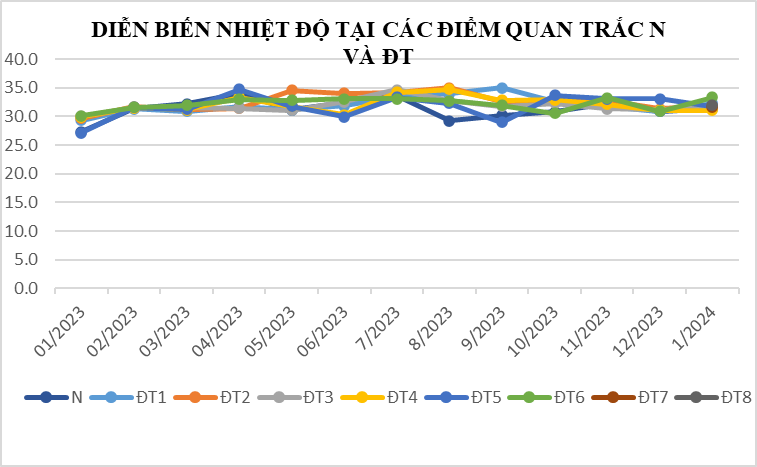 DIỄN BIẾN NHIỆT ĐỘ TẠI CÁC ĐIỂM QUAN TRẮC N
VÀ ĐT
40.0
35.0
30.0
25.0
20.0
15.0
10.0
5.0
0.0
01/2023 02/2023 03/2023 04/2023 05/2023 06/2023 7/2023 8/2023 9/2023 10/2023 11/2023 12/2023 1/2024
N ĐT1 ĐT2 ĐT3 ĐT4 ĐT5 ĐT6 ĐT7 ĐT8